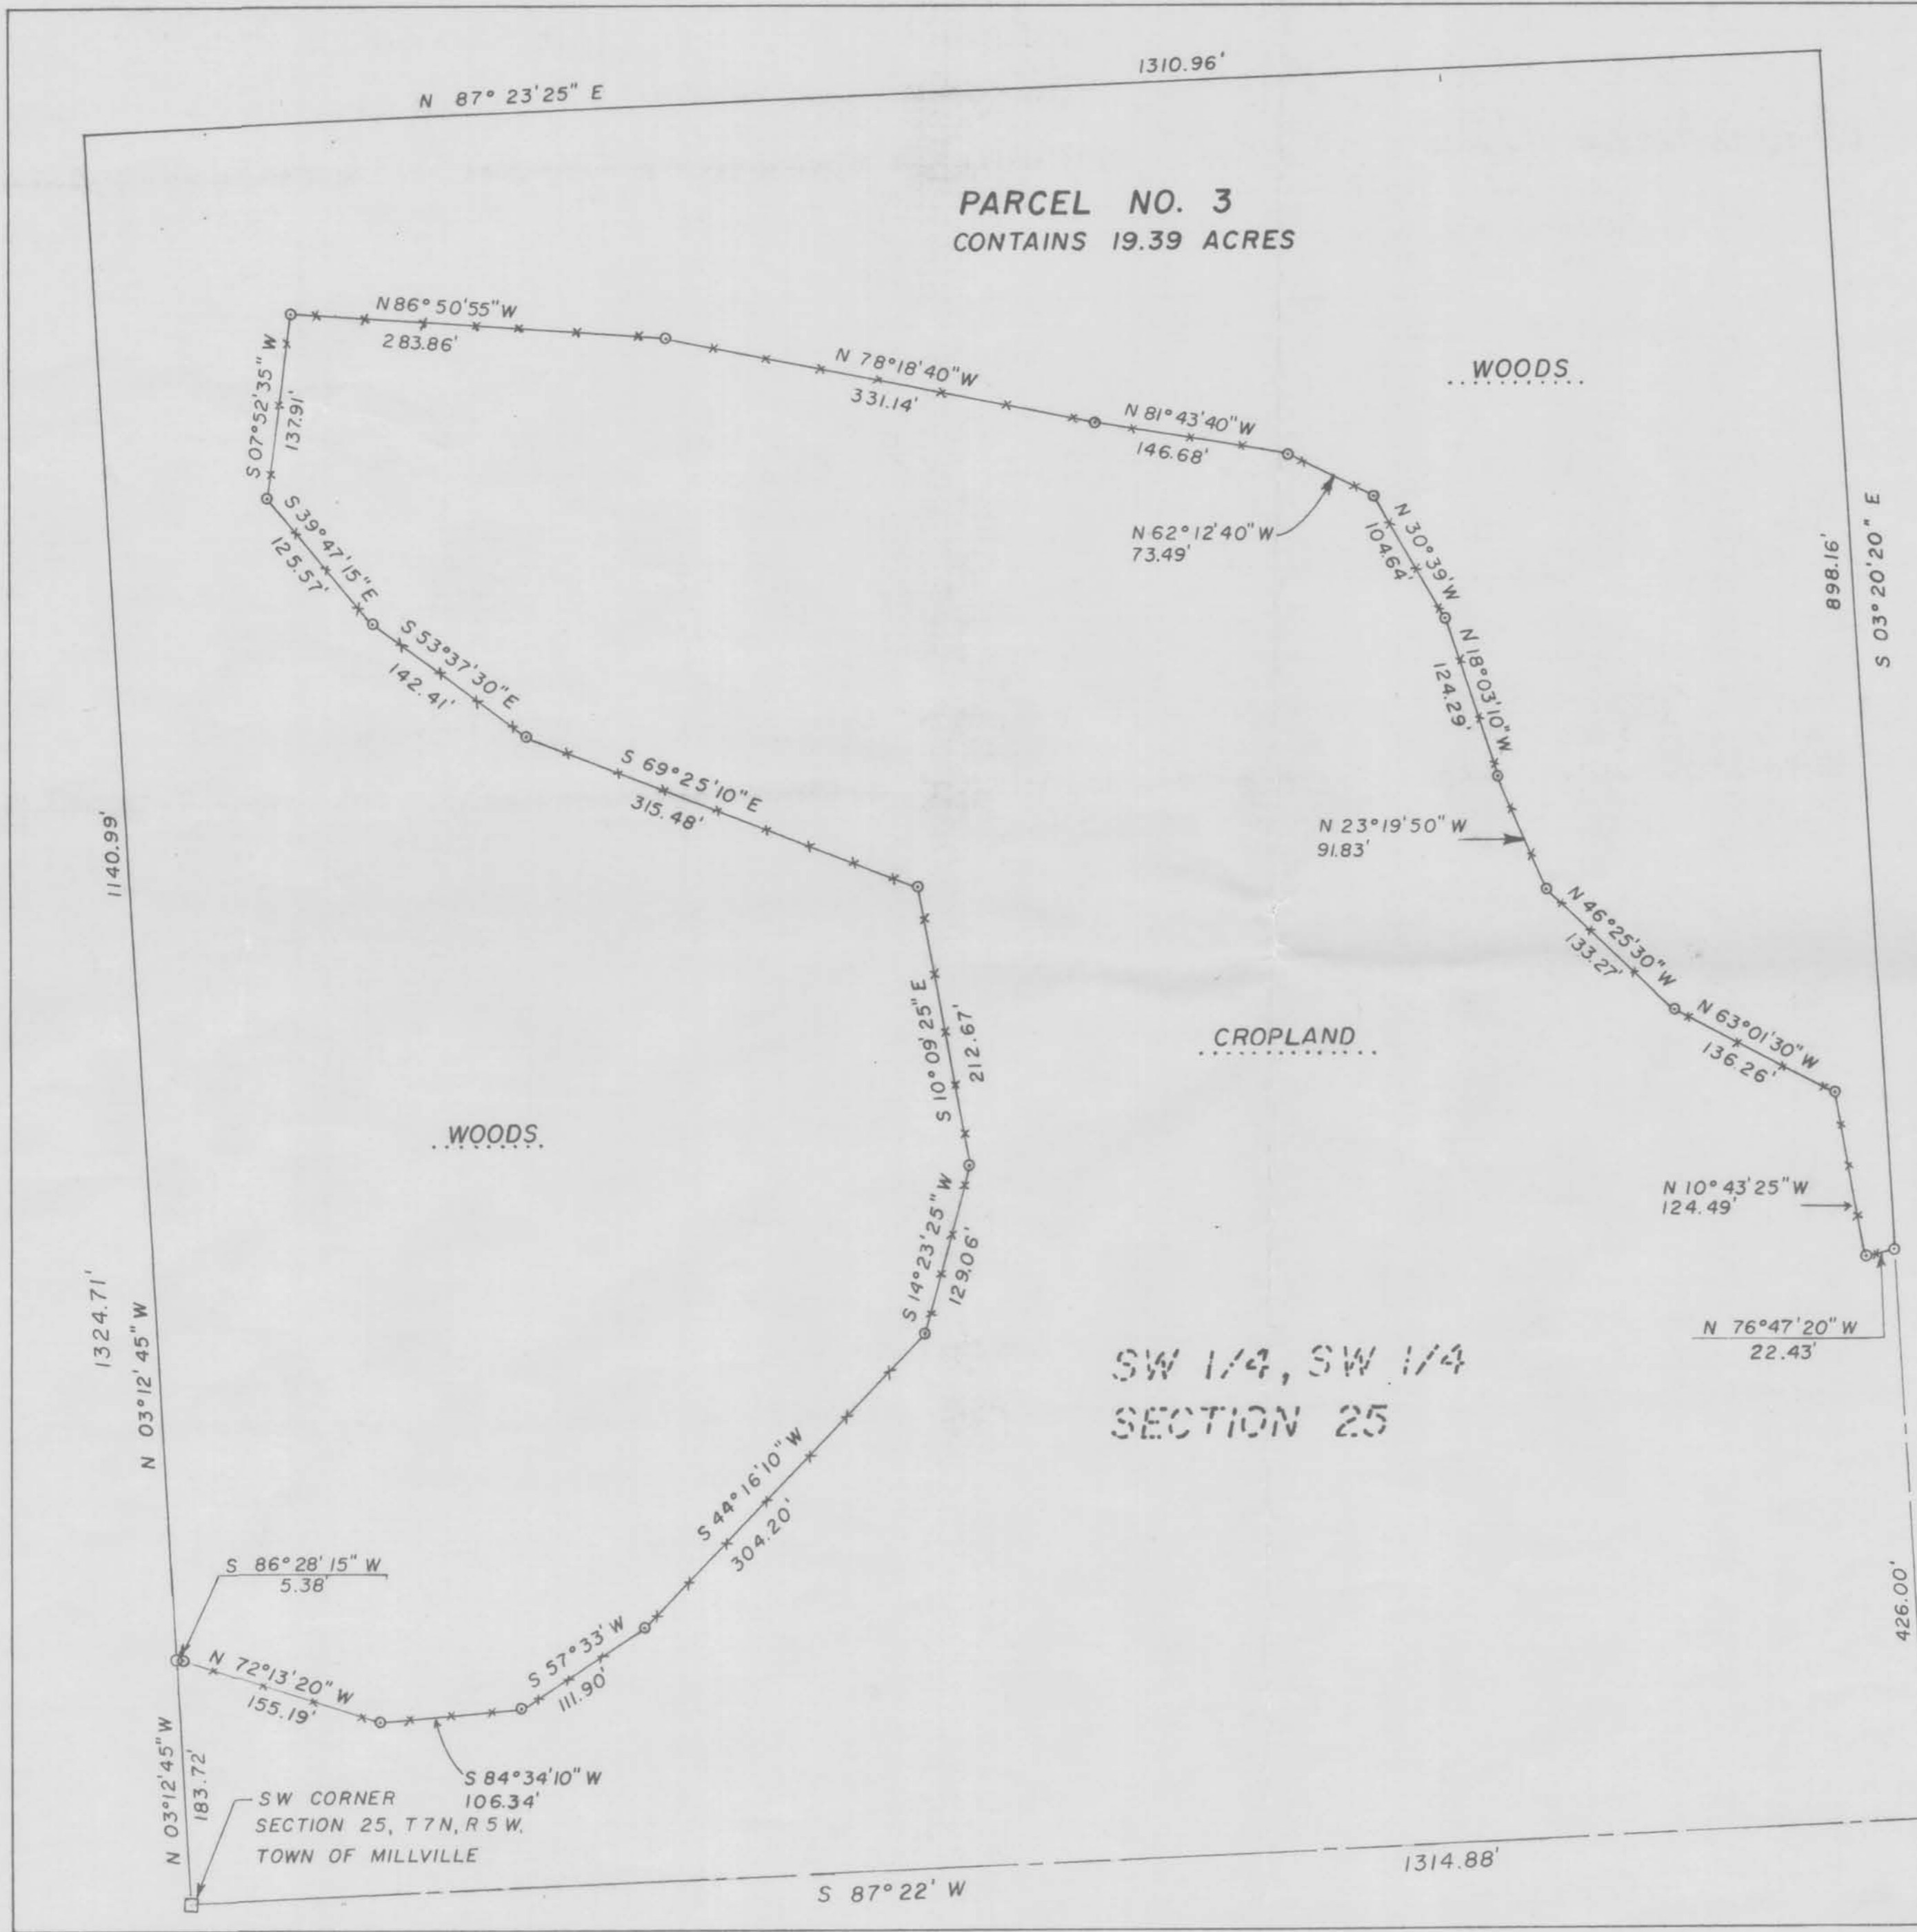 1310.96'
N 87° 23' 25" E
PARCEL NO. 3
CONTAINS 19.39 ACRES
N 86° 50' 55" W
283.86'
N 78° 18' 40" W
331.14'
WOODS
N 81° 43' 40" W
146.68'
S 07° 52' 35" W
137.91'
N 62° 12' 40" W
73.49'
N 30° 39' W
104.64'
S 39° 47' 15" E
125.57'
898.16'
S 03° 20' 20" E
S 53° 37' 30" E
142.41'
N 18° 03' 10" W
124.29'
S 69° 25' 10" E
315.48'
N 23° 19' 50" W
91.83'
1140.99'
N 46° 25' 30" W
133.27'
S 10° 09' 25" E
212.67'
CROPLAND
N 63° 01' 30" W
136.26'
WOODS
N 10° 43' 25" W
124.49'
S 14° 23' 25" W
129.06'
N 76° 47' 20" W
22.43'
1324.71'
N 03° 12' 45" W
SW 1/4, SW 1/4
SECTION 25
S 44° 16' 10" W
304.20'
S 86° 28' 15" W
5.38'
426.00'
N 72° 13' 20" W
155.19'
S 57° 33' W
111.90'
N 03° 12' 45" W
183.72'
S 84° 34' 10" W
106.34'
SW CORNER
SECTION 25, T 7 N, R 5 W.
TOWN OF MILLVILLE
1314.88'
S 87° 22' W